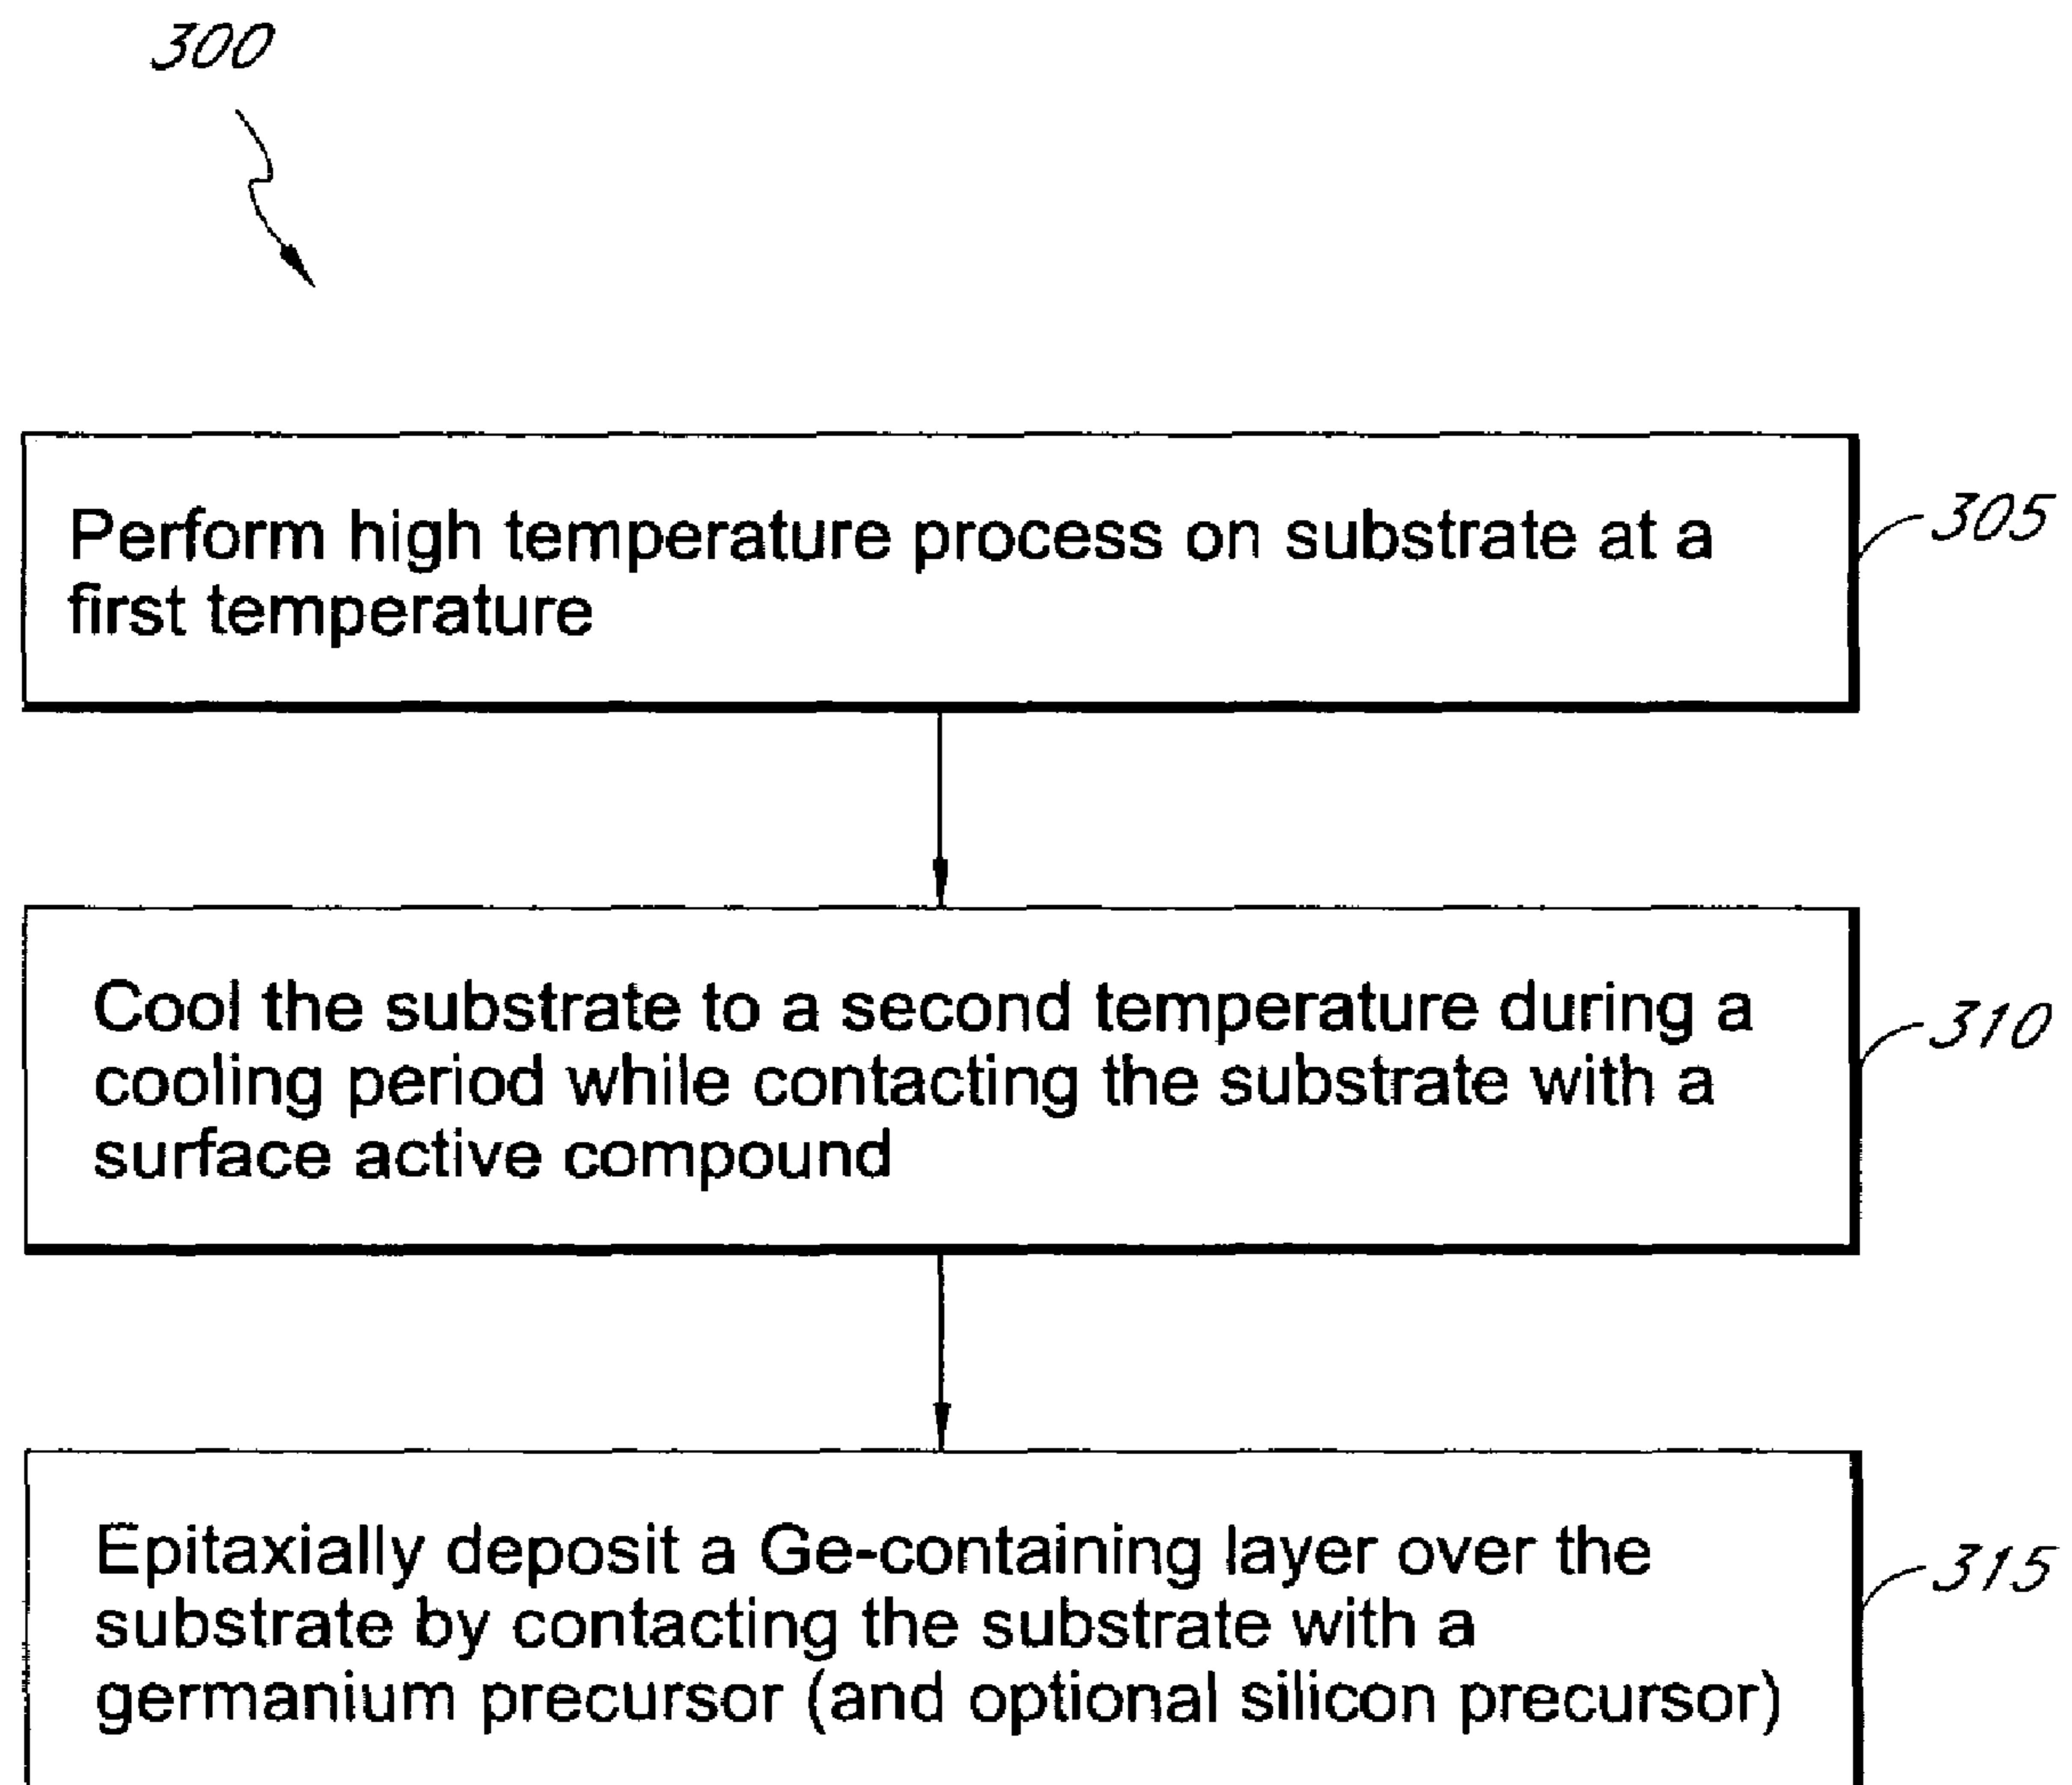 300
Perform high temperature process on substrate at a
first temperature
305
Cool the substrate to a second temperature during a
cooling period while contacting the substrate with a
surface active compound
310
Epitaxially deposit a Ge-containing layer over the
substrate by contacting the substrate with a
germanium precursor (and optional silicon precursor)
315